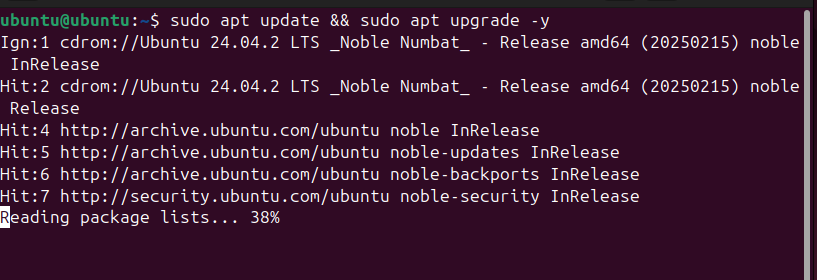 ubuntu@ubuntu:~$ sudo apt update && sudo apt upgrade -y
Ign:1 cdrom://Ubuntu 24.04.2 LTS _Noble Numbat_ - Release amd64 (20250215) noble
 InRelease
Hit:2 cdrom://Ubuntu 24.04.2 LTS _Noble Numbat_ - Release amd64 (20250215) noble
 Release
Hit:4 http://archive.ubuntu.com/ubuntu noble InRelease
Hit:5 http://archive.ubuntu.com/ubuntu noble-updates InRelease
Hit:6 http://archive.ubuntu.com/ubuntu noble-backports InRelease
Hit:7 http://security.ubuntu.com/ubuntu noble-security InRelease
Reading package lists... 38%